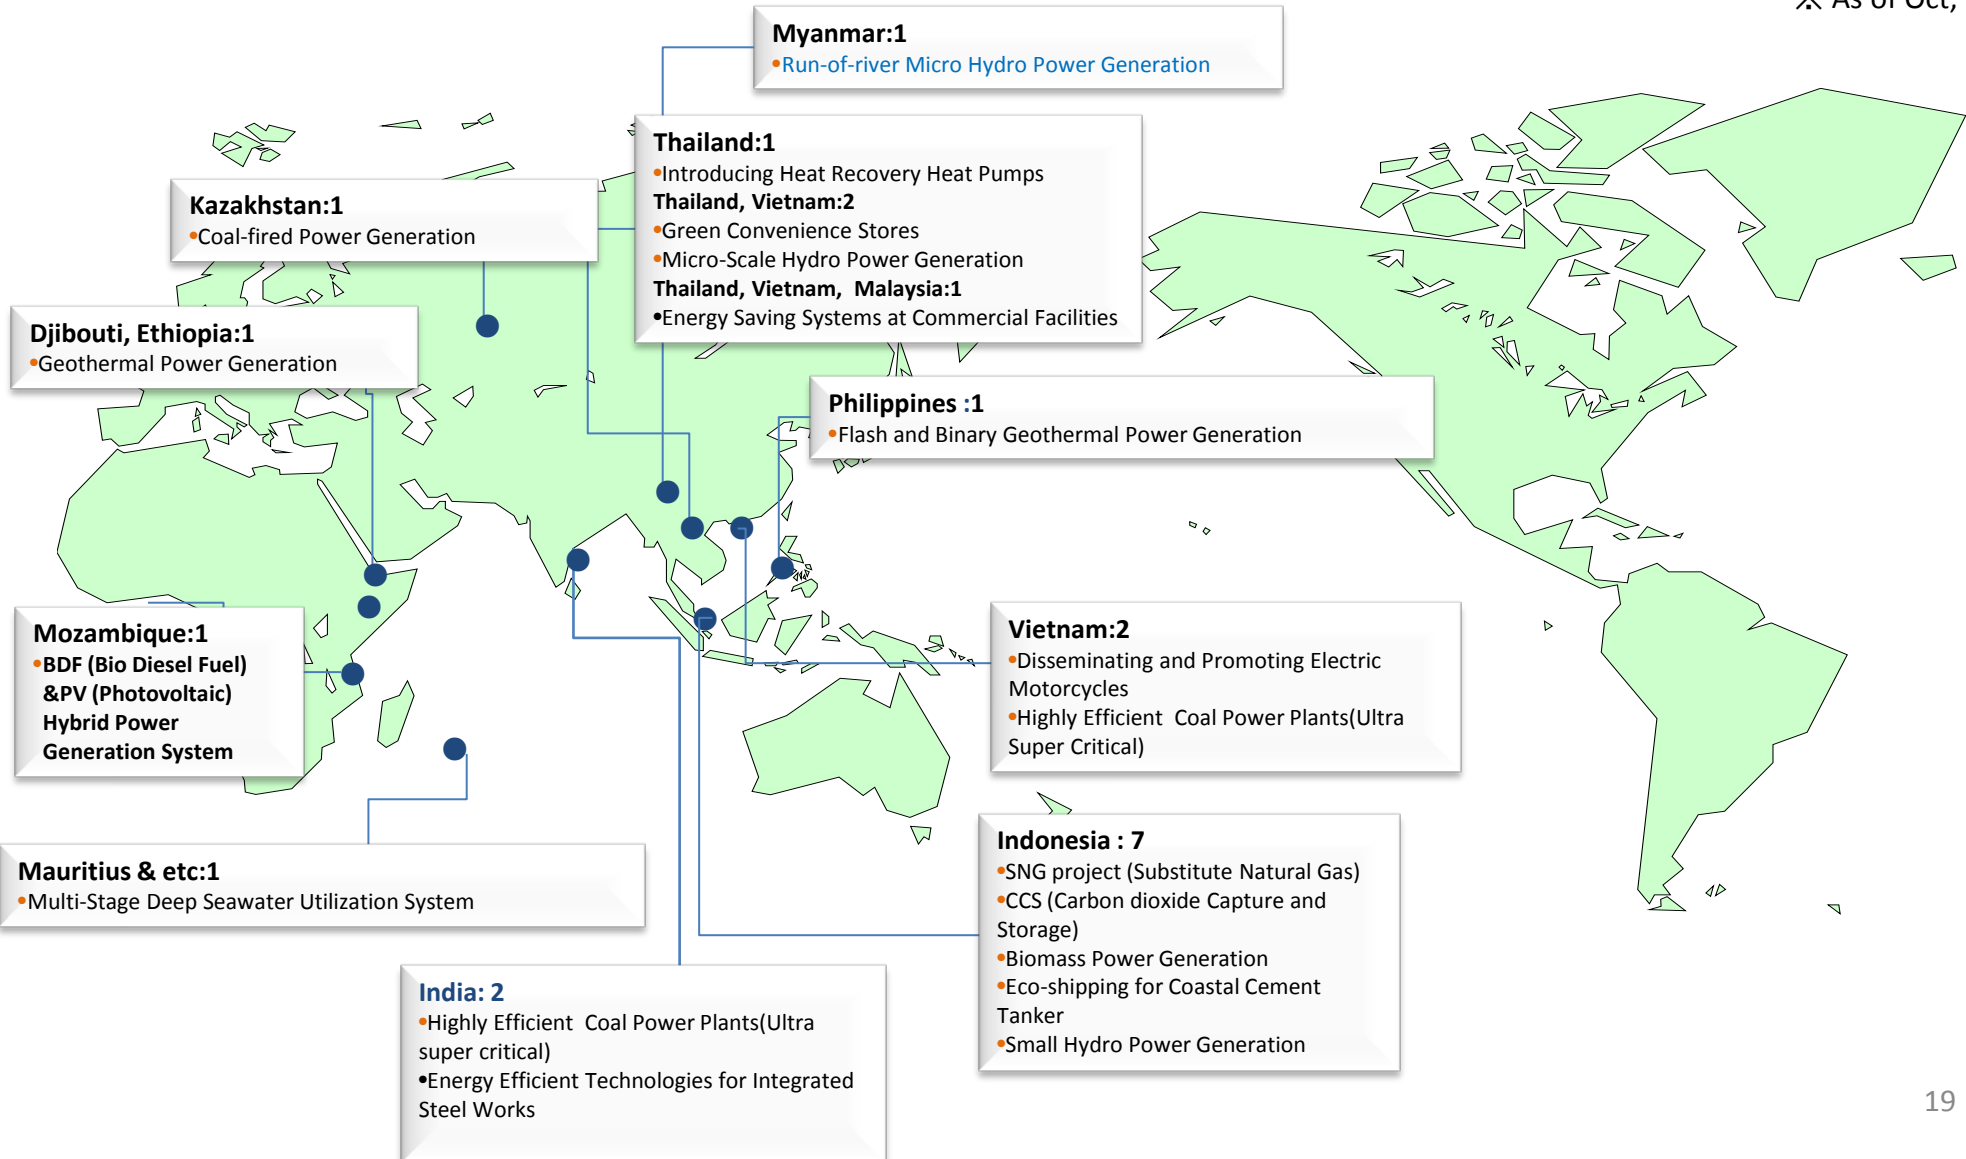 ※ As of Oct,
Myanmar:1
•Run-of-river Micro Hydro Power Generation
Thailand:1
•Introducing Heat Recovery Heat Pumps
Thailand, Vietnam:2
•Green Convenience Stores
•Micro-Scale Hydro Power Generation
Thailand, Vietnam, Malaysia:1
•Energy Saving Systems at Commercial Facilities
Kazakhstan:1
•Coal-fired Power Generation
Djibouti, Ethiopia:1
•Geothermal Power Generation
Philippines :1
•Flash and Binary Geothermal Power Generation
Mozambique:1
•BDF (Bio Diesel Fuel)
&PV (Photovoltaic)
Hybrid Power
Generation System
Vietnam:2
•Disseminating and Promoting Electric
Motorcycles
•Highly Efficient Coal Power Plants(Ultra
Super Critical)
Mauritius & etc:1
•Multi-Stage Deep Seawater Utilization System
Indonesia : 7
•SNG project (Substitute Natural Gas)
•CCS (Carbon dioxide Capture and
Storage)
•Biomass Power Generation
•Eco-shipping for Coastal Cement
Tanker
•Small Hydro Power Generation
India: 2
•Highly Efficient Coal Power Plants(Ultra
super critical)
•Energy Efficient Technologies for Integrated
Steel Works
19